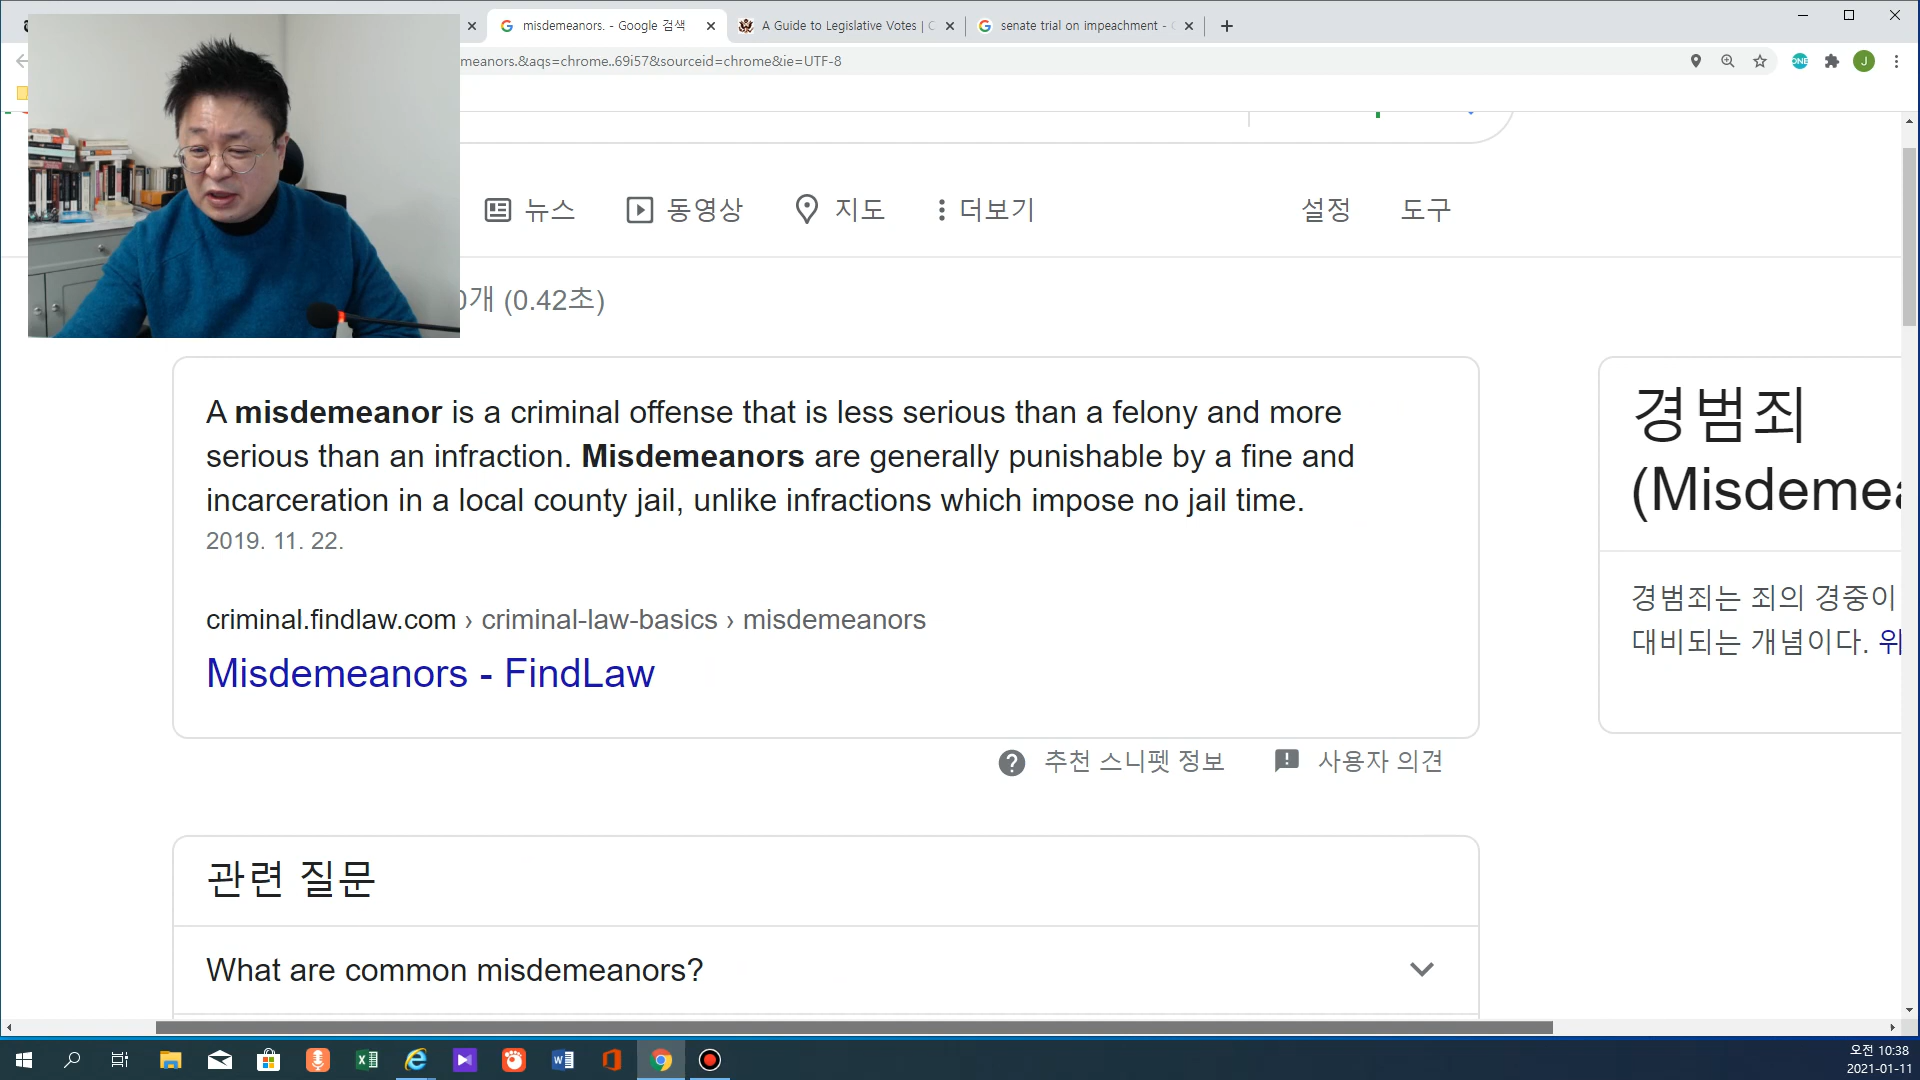 misdemeanors. - Google 검색
A Guide to Legislative Votes |
senate trial on impeachment -
meanors.&aqs=chrome..69i57&sourceid=chrome&ie=UTF-8
ONE
J
뉴스
동영상
지도
더보기
설정
도구
0개 (0.42초)
A misdemeanor is a criminal offense that is less serious than a felony and more
serious than an infraction. Misdemeanors are generally punishable by a fine and
incarceration in a local county jail, unlike infractions which impose no jail time.
2019. 11. 22.
criminal.findlaw.com › criminal-law-basics › misdemeanors
Misdemeanors - FindLaw
추천 스니펫 정보
사용자 의견
경범죄
(Misdemea
경범죄는 죄의 경중이
대비되는 개념이다. 위
관련 질문
What are common misdemeanors?
오전 10:38
2021-01-11